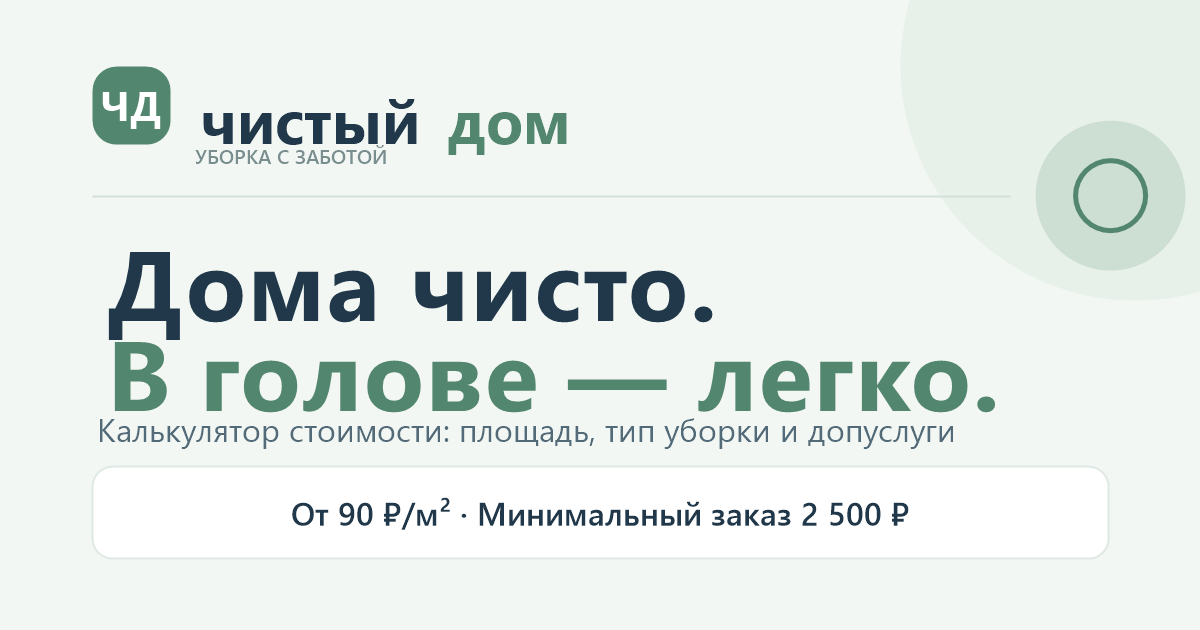 ЧД
чистый дом
УБОРКА С ЗАБОТОЙ
Дома чисто.
В голове — легко.
Калькулятор стоимости: площадь, тип уборки и допуслуги
От 90 ₽/м² · Минимальный заказ 2 500 ₽